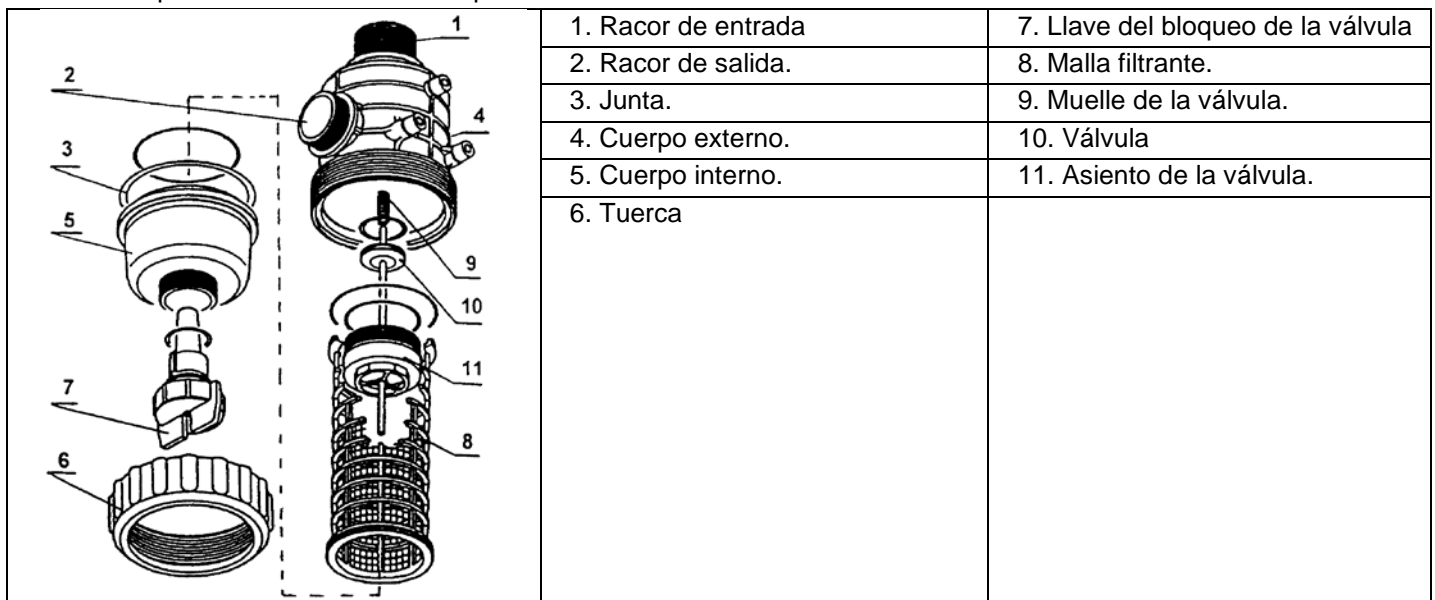 1
2
4
3
5
9
10
11
7
8
6
1. Racor de entrada
7. Llave del bloqueo de la válvula
2. Racor de salida.
8. Malla filtrante.
3. Junta.
9. Muelle de la válvula.
4. Cuerpo externo.
10. Válvula
5. Cuerpo interno.
11. Asiento de la válvula.
6. Tuerca